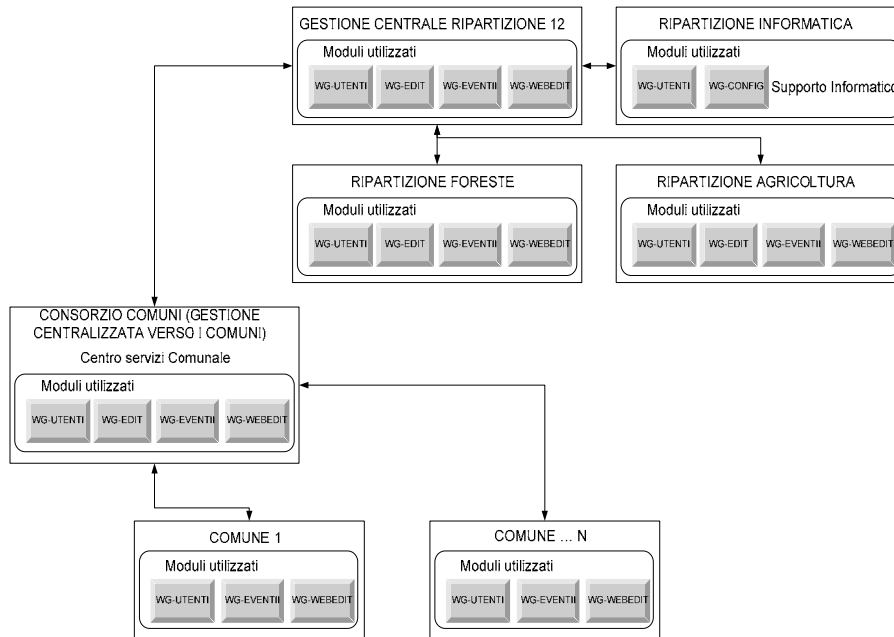 GESTIONE CENTRALE RIPARTIZIONE 12
Moduli utilizzati
WG-UTENTI WG-EDIT WG-EVENTII WG-WEBEDIT
RIPARTIZIONE INFORMATICA
Moduli utilizzati
WG-UTENTI WG-CONFIG Supporto Informatico
RIPARTIZIONE FORESTE
Moduli utilizzati
WG-UTENTI WG-EDIT WG-EVENTII WG-WEBEDIT
RIPARTIZIONE AGRICOLTURA
Moduli utilizzati
WG-UTENTI WG-EDIT WG-EVENTII WG-WEBEDIT
CONSORZIO COMUNI (GESTIONE
CENTRALIZZATA VERSO I COMUNI)
Centro servizi Comunale
Moduli utilizzati
WG-UTENTI WG-EDIT WG-EVENTII WG-WEBEDIT
COMUNE 1
Moduli utilizzati
WG-UTENTI WG-EVENTII WG-WEBEDIT
COMUNE ... N
Moduli utilizzati
WG-UTENTI WG-EVENTII WG-WEBEDIT